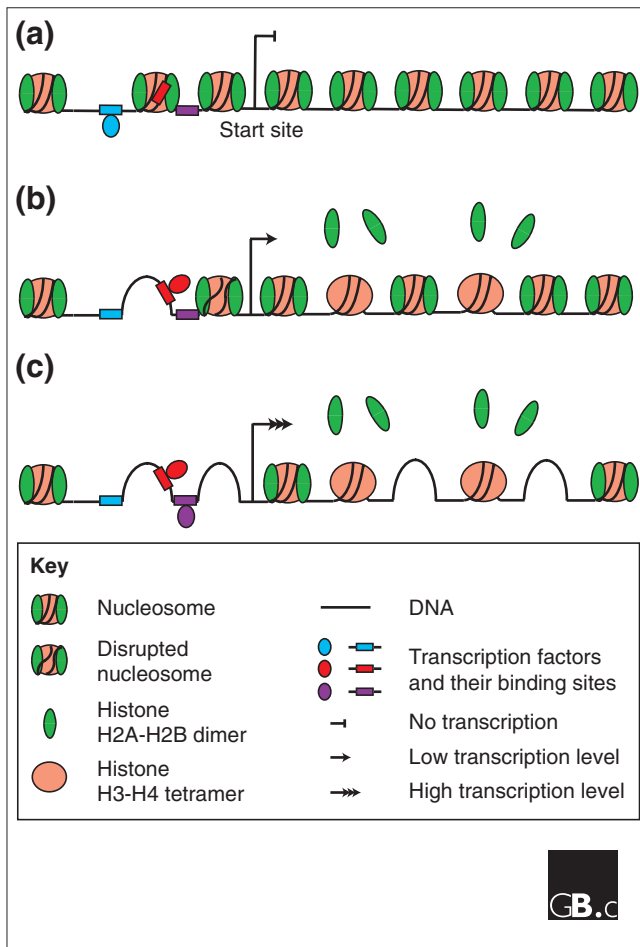 (a)
Start site
(b)
(c)
Key
Nucleosome
Disrupted
nucleosome
Histone
H2A-H2B dimer
Histone
H3-H4 tetramer
DNA
Transcription factors
and their binding sites
No transcription
Low transcription level
High transcription level
GB.c